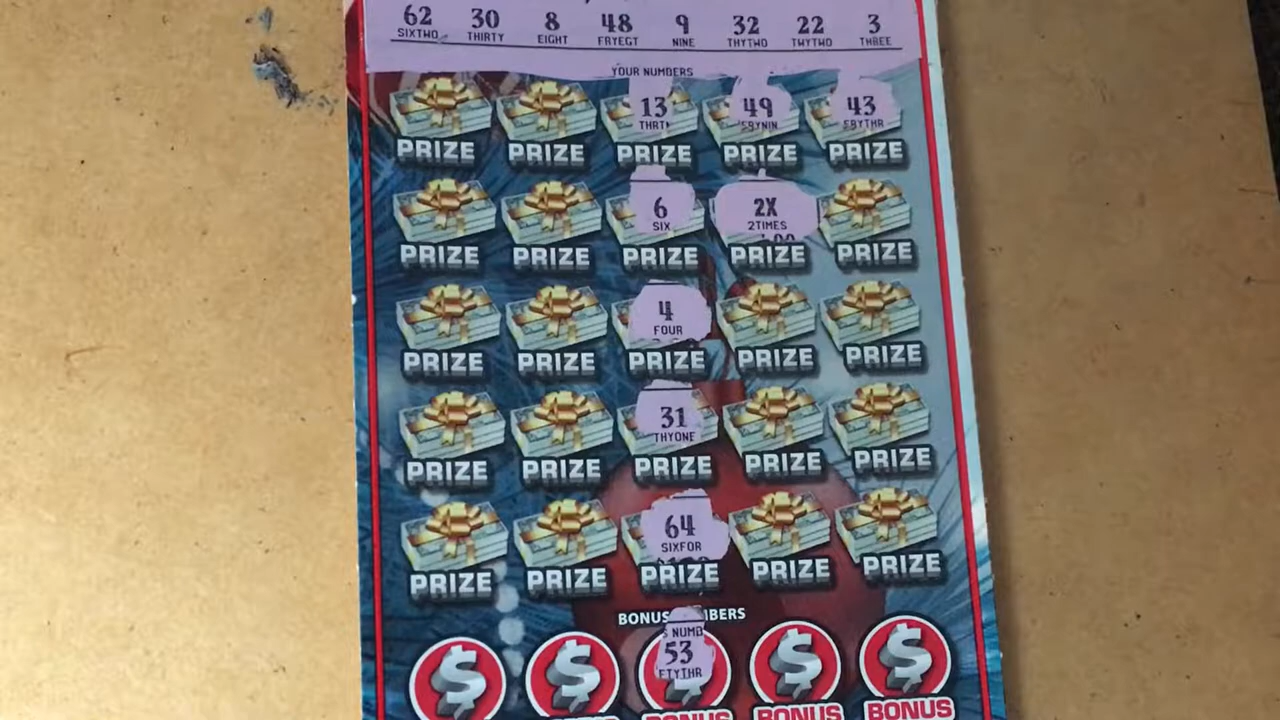 62 30 8 48 9 32 22 3
SIXTWO THIRTY EIGHT FRYEGT NINE THYTWO TWYTWO THREE
YOUR NUMBERS
13 49 43
THRTN
PRIZE PRIZE PRIZE PRIZE PRIZE
6 2X
SIX 2TIMES
PRIZE PRIZE PRIZE PRIZE PRIZE
4
FOUR
PRIZE PRIZE PRIZE PRIZE PRIZE
31
THYONE
PRIZE PRIZE PRIZE PRIZE PRIZE
64
SIXFOR
PRIZE PRIZE PRIZE PRIZE PRIZE
BONUS
53
$ $ $ $ $
BONUS BONUS BONUS